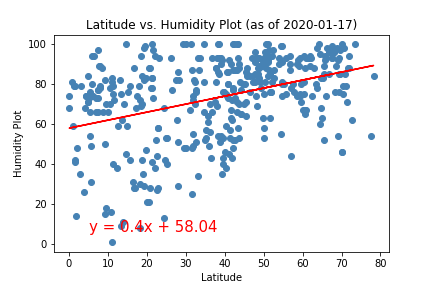 Latitude vs. Humidity Plot (as of 2020-01-17)
100
80
60
40
20
0
Humidity Plot
y = 0.4x + 58.04
0 10 20 30 40 50 60 70 80
Latitude